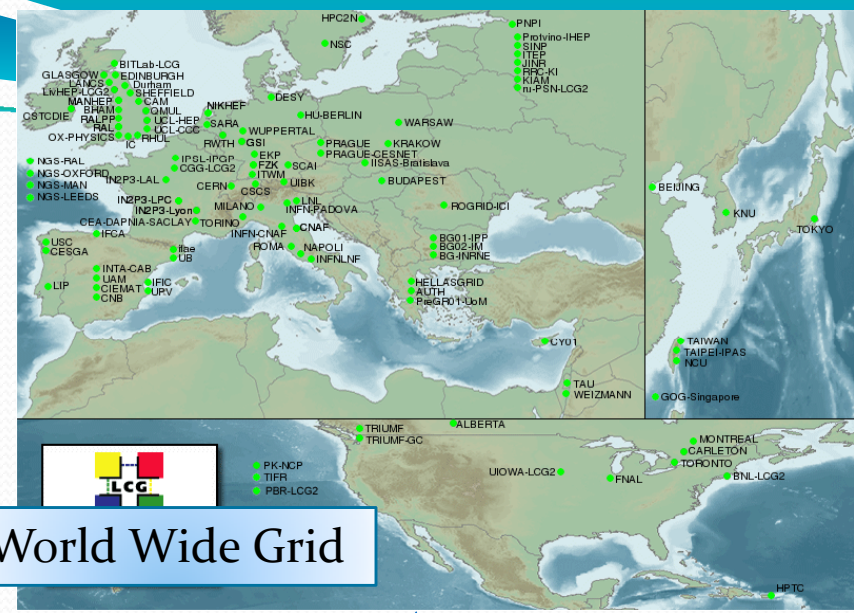 HPC2N
PNPI
NSC
Protvino-IHEP
SINP
ITEP
JINR
RRC-KI
KIAM
ru-PSN-LCG2
BITLab-LCG
GLASGOW
EDINBURGH
LANCS
Durham
LivHEP-LCG2
SHEFFIELD
MANHEP
CAM
BHAM
QMUL
CSTCDIE
RALPP
UCL-HEP
RAL
UCL-CCC
OX-PHYSICS
IC
RHUL
NIKHEF
SARA
DESY
HU-BERLIN
WUPPERTAL
RWTH
GSI
WARSAW
PRAGUE
KRAKOW
PRAGUE-CESNET
IISAS-Bratislava
BUDAPEST
NGS-RAL
NGS-OXFORD
NGS-MAN
NGS-LEEDS
IPSL-IPGP
CGG-LCG2
IN2P3-LAL
EKP
FZK
SCAI
ITWM
UIBK
CERN
CSCS
IN2P3-LPC
IN2P3-Lyon
CEA-DAPNIA-SACLAY
MILANO
TORINO
LNL
INFN-PADOVA
ROGRID-ICI
INFN-CNAF
CNAF
ROMA
NAPOLI
INFNLNF
IFCA
USC
CESGA
ifae
UB
INTA-CAB
UAM
CIEMAT
CNB
IFIC
UPV
LIP
BG01-IPP
BG02-IM
BG-INRNE
HELLASGRID
AUTH
PreGR01-UoM
CY01
TAU
WEIZMANN
BEIJING
KNU
TOKYO
TAIWAN
TAIPEI-IPAS
NCU
GOG-Singapore
TRIUMF
TRIUMF-GC
ALBERTA
MONTREAL
CARLETON
TORONTO
BNL-LCG2
UIOWA-LCG2
FNAL
PK-NCP
TIFR
PBR-LCG2
LCG
HPTC
World Wide Grid